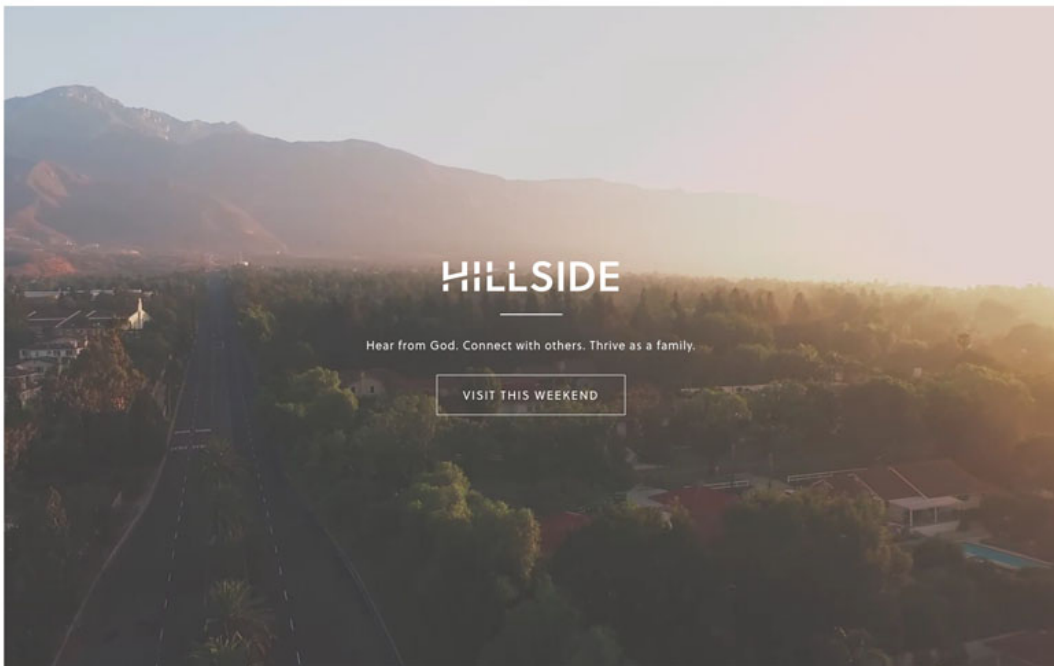 HILLSIDE
Hear from God. Connect with others. Thrive as a family.
VISIT THIS WEEKEND